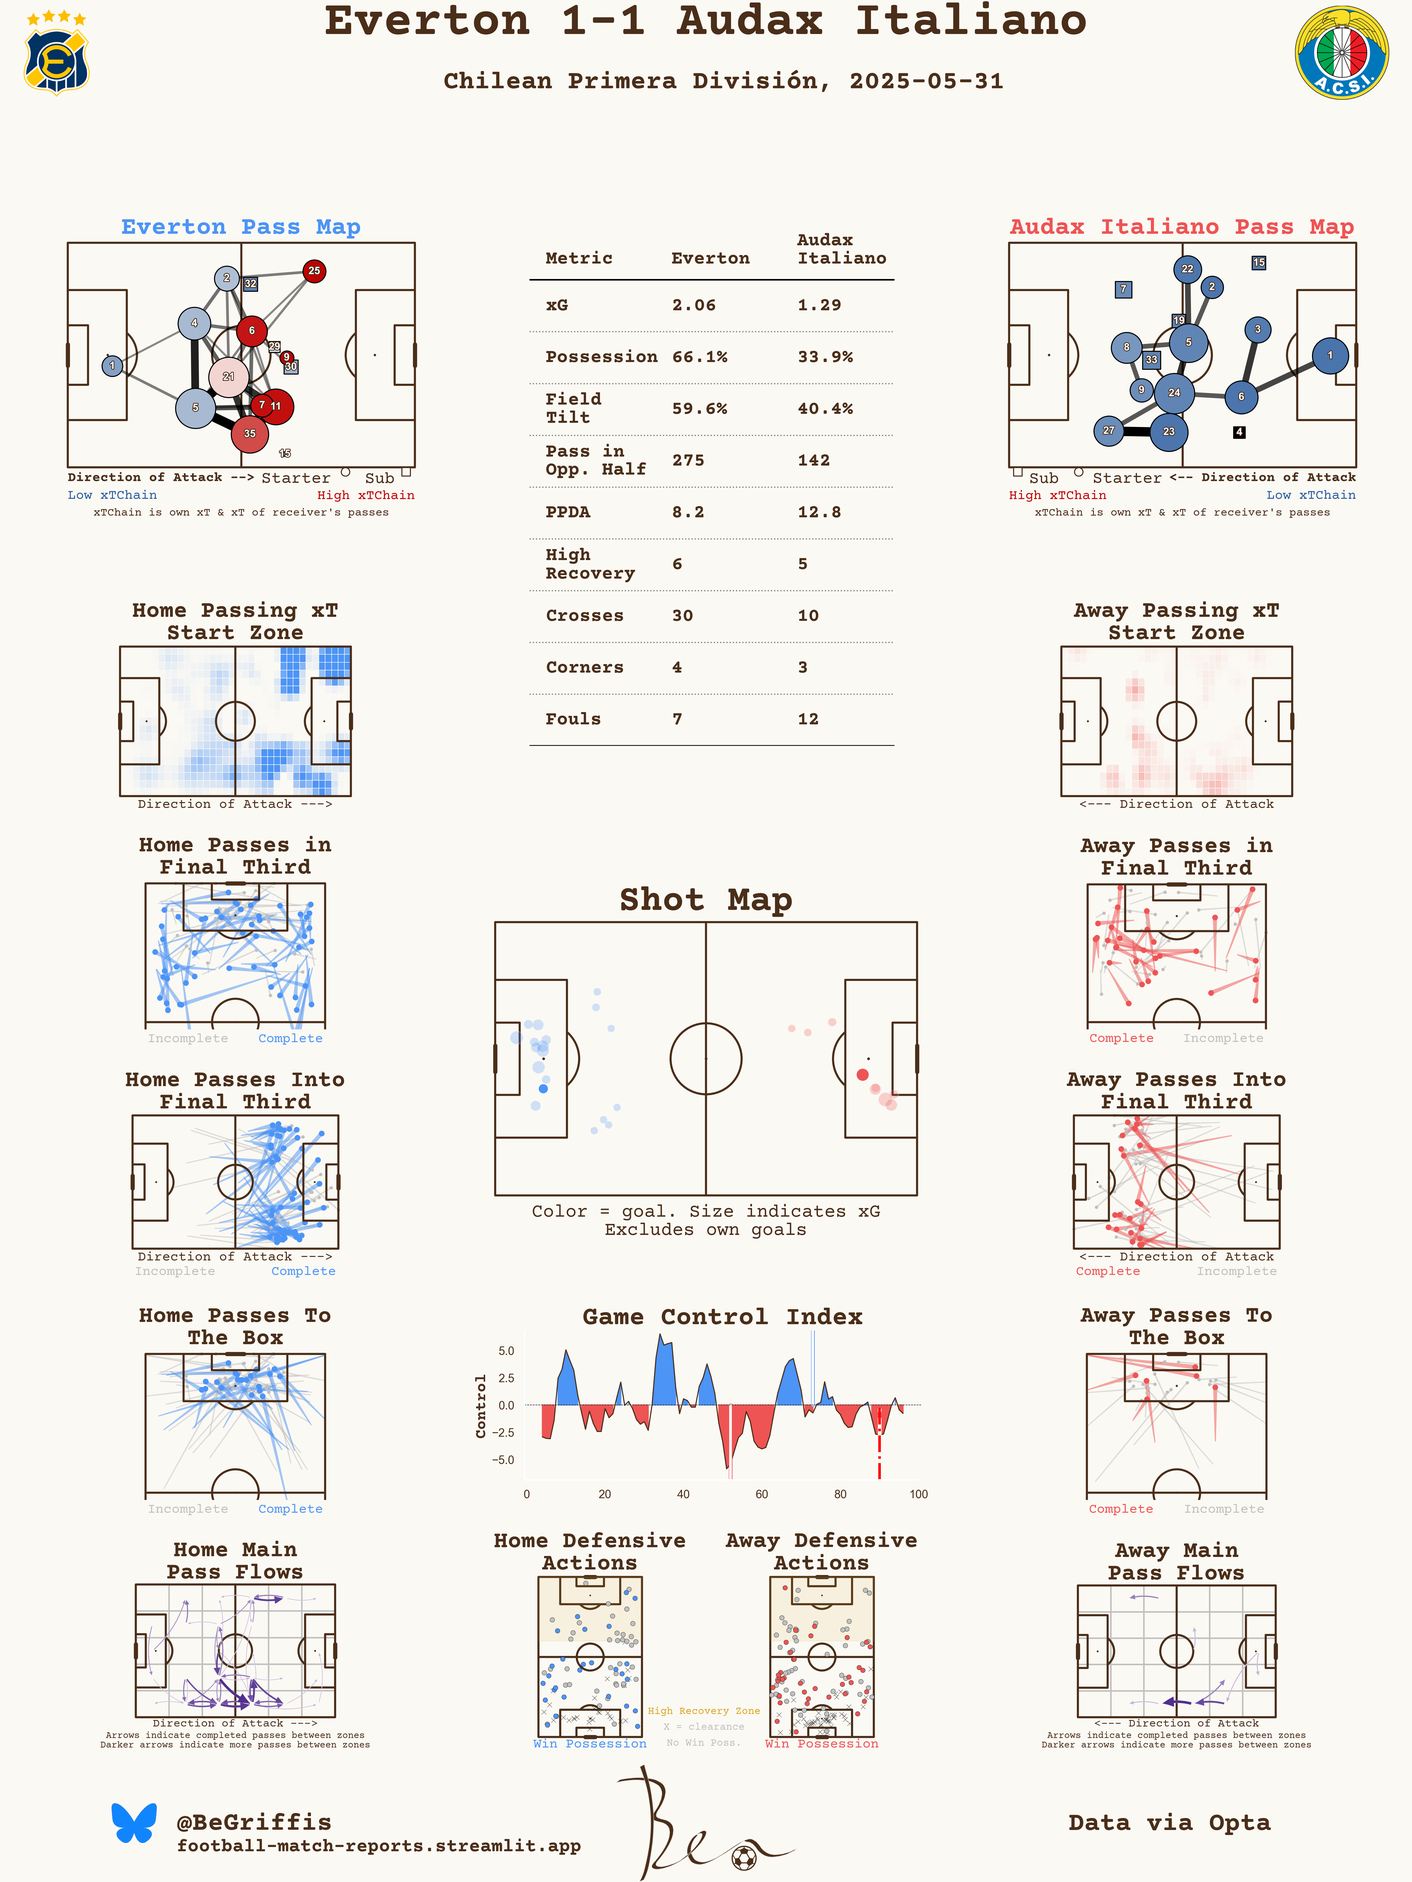 Everton 1-1 Audax Italiano
Chilean Primera División, 2025-05-31
A.C.S.I.
Everton Pass Map
2
25
32
4
6
29
9
30
1
21
5
7
11
35
15
Direction of Attack --> Starter Sub
Low xTChain High xTChain
xTChain is own xT & xT of receiver's passes
Metric Everton Audax Italiano
xG 2.06 1.29
Possession 66.1% 33.9%
Field Tilt 59.6% 40.4%
Pass in Opp. Half 275 142
PPDA 8.2 12.8
High Recovery 6 5
Crosses 30 10
Corners 4 3
Fouls 7 12
Audax Italiano Pass Map
22
15
7
2
19
3
8
5
33
1
9
24
6
27
23
4
Sub Starter <-- Direction of Attack
High xTChain Low xTChain
xTChain is own xT & xT of receiver's passes
Home Passing xT
Start Zone
Direction of Attack --->
Away Passing xT
Start Zone
<--- Direction of Attack
Home Passes in
Final Third
Incomplete Complete
Away Passes in
Final Third
Complete Incomplete
Shot Map
Color = goal. Size indicates xG
Excludes own goals
Home Passes Into
Final Third
Direction of Attack --->
Incomplete Complete
Away Passes Into
Final Third
<--- Direction of Attack
Complete Incomplete
Home Passes To
The Box
Incomplete Complete
Game Control Index
Control
5.0
2.5
0.0
−2.5
−5.0
0 20 40 60 80 100
Away Passes To
The Box
Complete Incomplete
Home Main
Pass Flows
Direction of Attack --->
Arrows indicate completed passes between zones
Darker arrows indicate more passes between zones
Home Defensive
Actions
Win Possession
High Recovery Zone
X = clearance
No Win Poss.
Away Defensive
Actions
Win Possession
Away Main
Pass Flows
<--- Direction of Attack
Arrows indicate completed passes between zones
Darker arrows indicate more passes between zones
@BeGriffis
football-match-reports.streamlit.app
Ben
Data via Opta